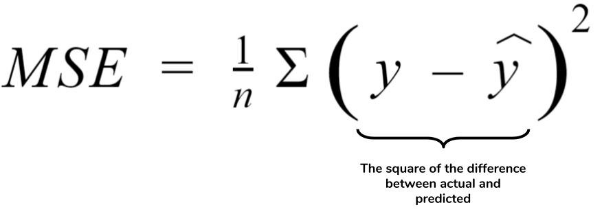 MSE = 1/n Σ (y − ŷ)²
The square of the difference
between actual and
predicted